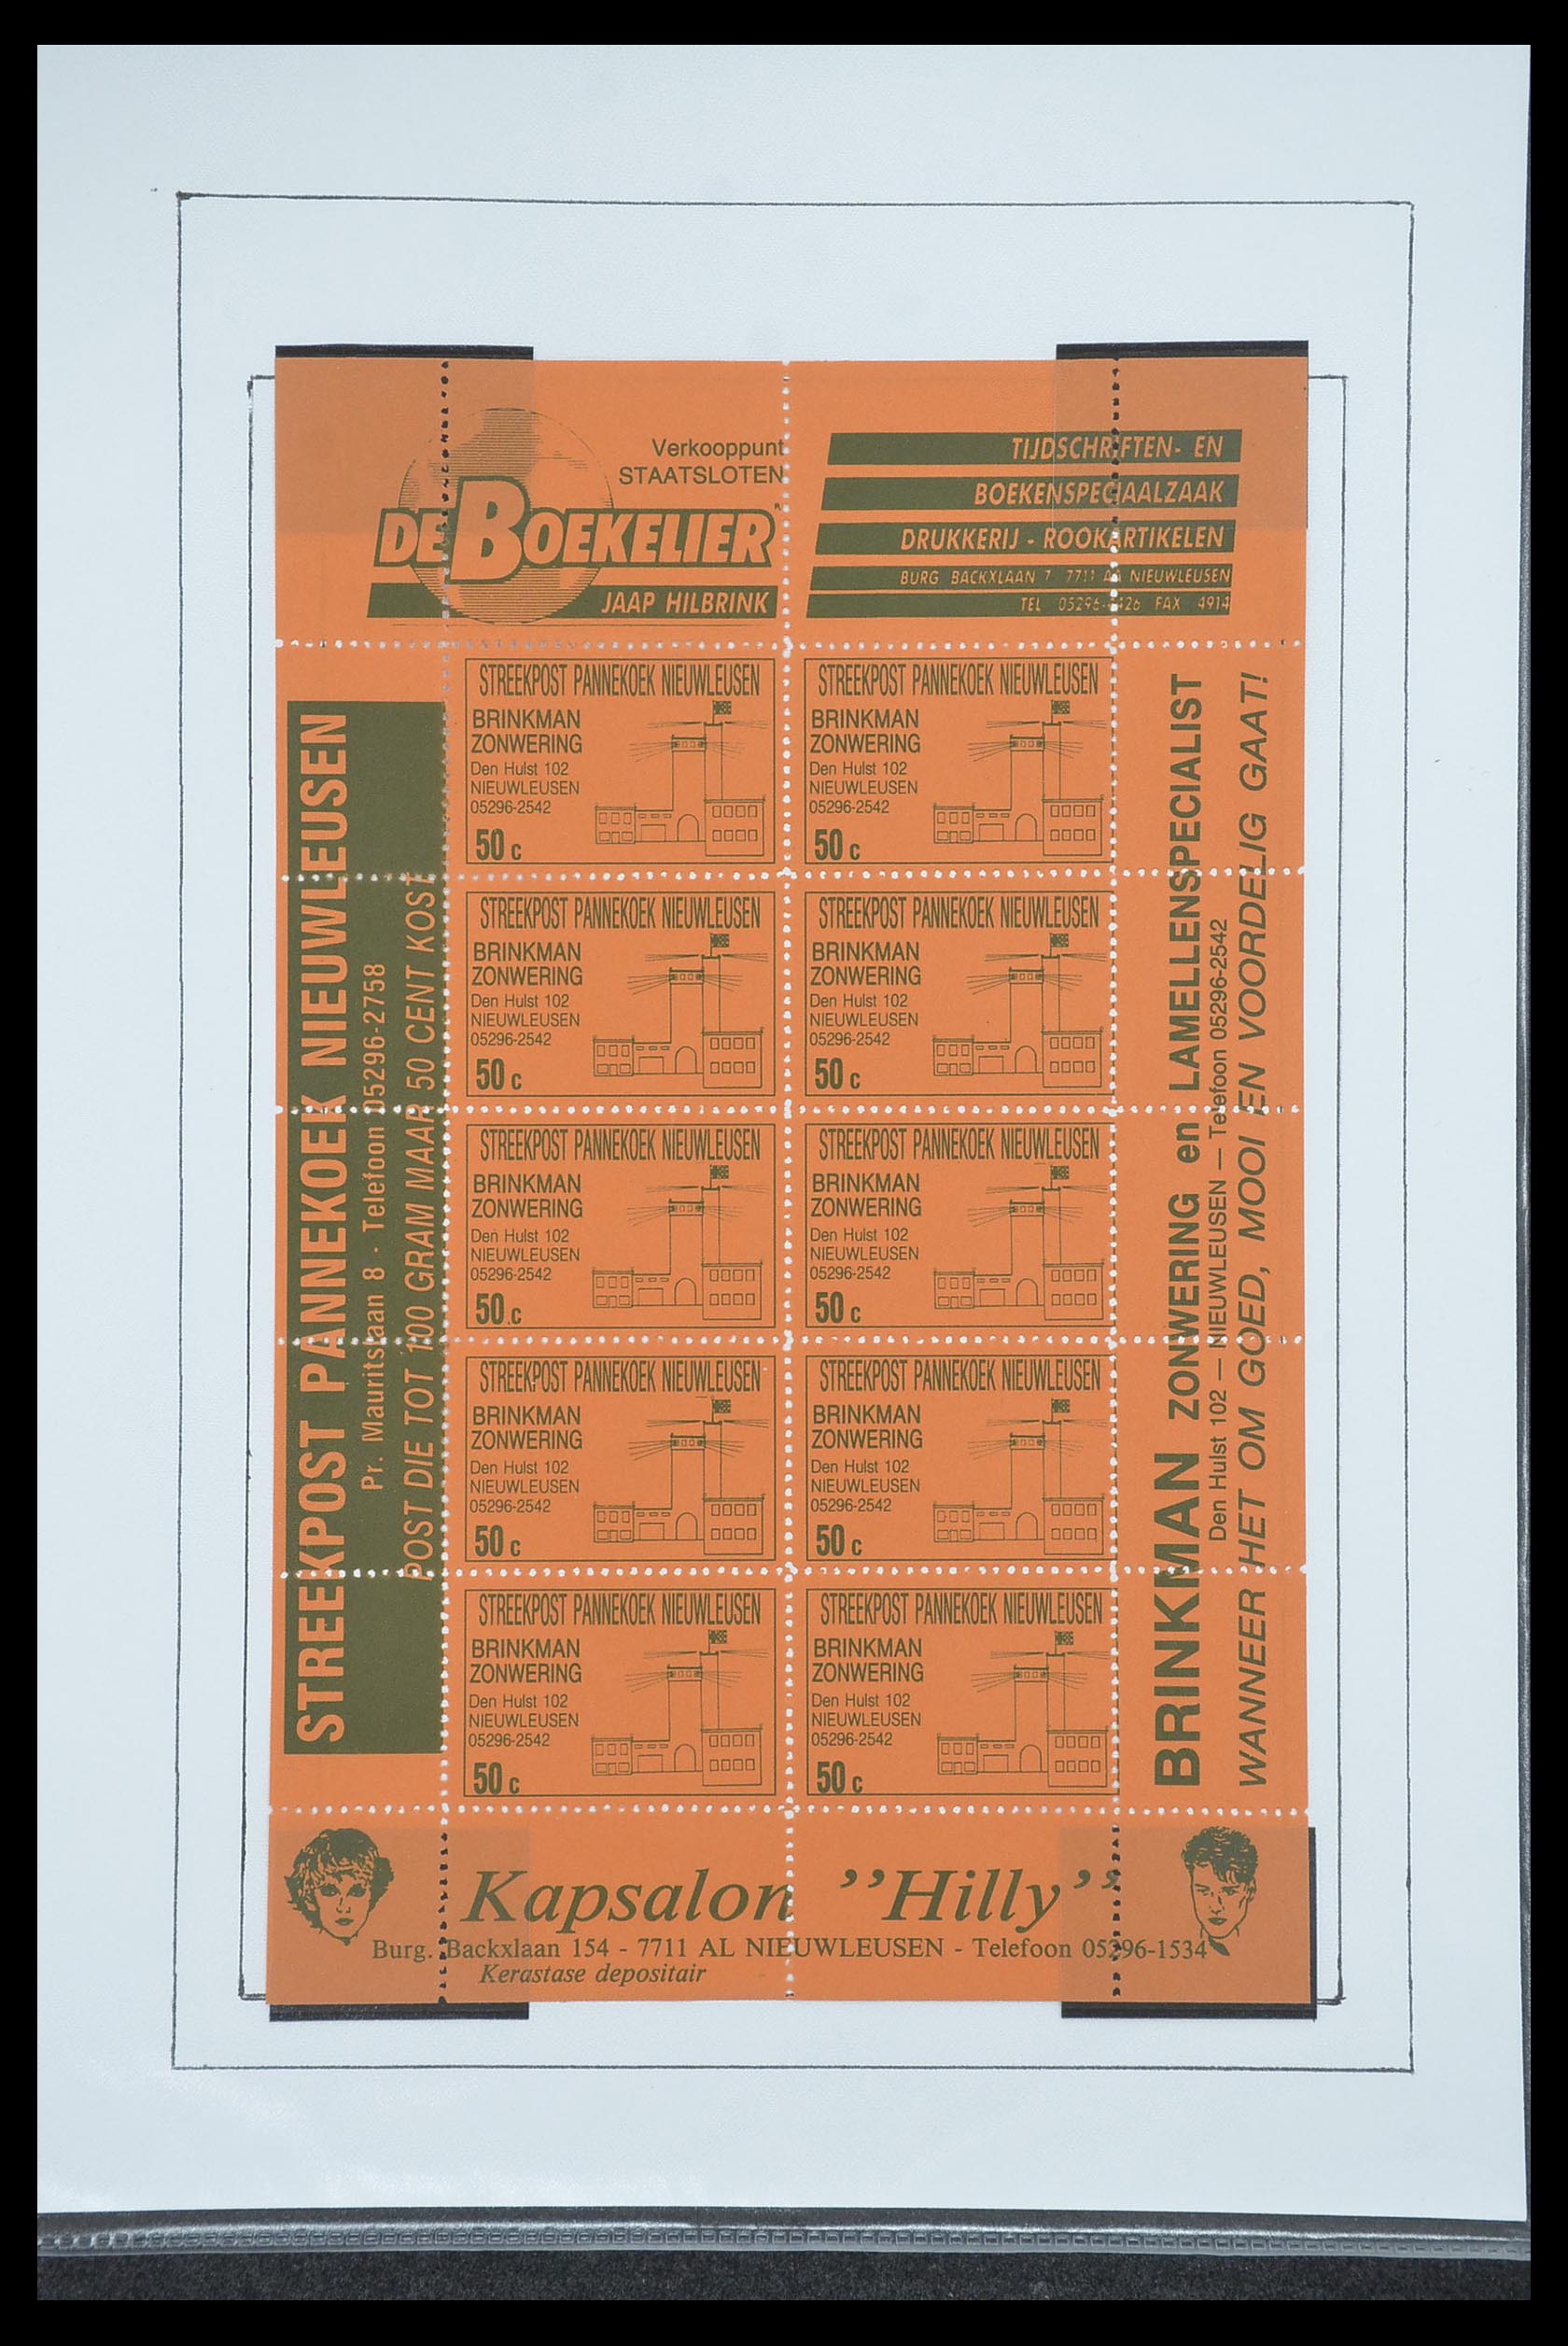 Verkooppunt
STAATSLOTEN
DE BOEKELIER
JAAP HILBRINK
TIJDSCHRIFTEN- EN
BOEKENSPECIAALZAAK
DRUKKERIJ - ROOKARTIKELEN
BURG. BACKXLAAN 7 7711 AA NIEUWLEUSEN
TEL 05296- FAX 4914
STREEKPOST PANNEKOEK NIEUWLEUSEN
Pr. Mauritslaan 8 - Telefoon 05296-2758
POST DIE TOT 100 GRAM MAAR 50 CENT KOST
STREEKPOST PANNEKOEK NIEUWLEUSEN
BRINKMAN
ZONWERING
Den Hulst 102
NIEUWLEUSEN
05296-2542
50 c
STREEKPOST PANNEKOEK NIEUWLEUSEN
BRINKMAN
ZONWERING
Den Hulst 102
NIEUWLEUSEN
05296-2542
50 c
STREEKPOST PANNEKOEK NIEUWLEUSEN
BRINKMAN
ZONWERING
Den Hulst 102
NIEUWLEUSEN
05296-2542
50 c
STREEKPOST PANNEKOEK NIEUWLEUSEN
BRINKMAN
ZONWERING
Den Hulst 102
NIEUWLEUSEN
05296-2542
50 c
STREEKPOST PANNEKOEK NIEUWLEUSEN
BRINKMAN
ZONWERING
Den Hulst 102
NIEUWLEUSEN
05296-2542
50 c
STREEKPOST PANNEKOEK NIEUWLEUSEN
BRINKMAN
ZONWERING
Den Hulst 102
NIEUWLEUSEN
05296-2542
50 c
STREEKPOST PANNEKOEK NIEUWLEUSEN
BRINKMAN
ZONWERING
Den Hulst 102
NIEUWLEUSEN
05296-2542
50 c
STREEKPOST PANNEKOEK NIEUWLEUSEN
BRINKMAN
ZONWERING
Den Hulst 102
NIEUWLEUSEN
05296-2542
50 c
STREEKPOST PANNEKOEK NIEUWLEUSEN
BRINKMAN
ZONWERING
Den Hulst 102
NIEUWLEUSEN
05296-2542
50 c
STREEKPOST PANNEKOEK NIEUWLEUSEN
BRINKMAN
ZONWERING
Den Hulst 102
NIEUWLEUSEN
05296-2542
50 c
BRINKMAN ZONWERING en LAMELLENSPECIALIST
Den Hulst 102 — NIEUWLEUSEN — Telefoon 05296-2542
WANNEER HET OM GOED, MOOI EN VOORDELIG GAAT!
Kapsalon ”Hilly”
Burg. Backxlaan 154 - 7711 AL NIEUWLEUSEN - Telefoon 05296-1534
Kerastase depositair